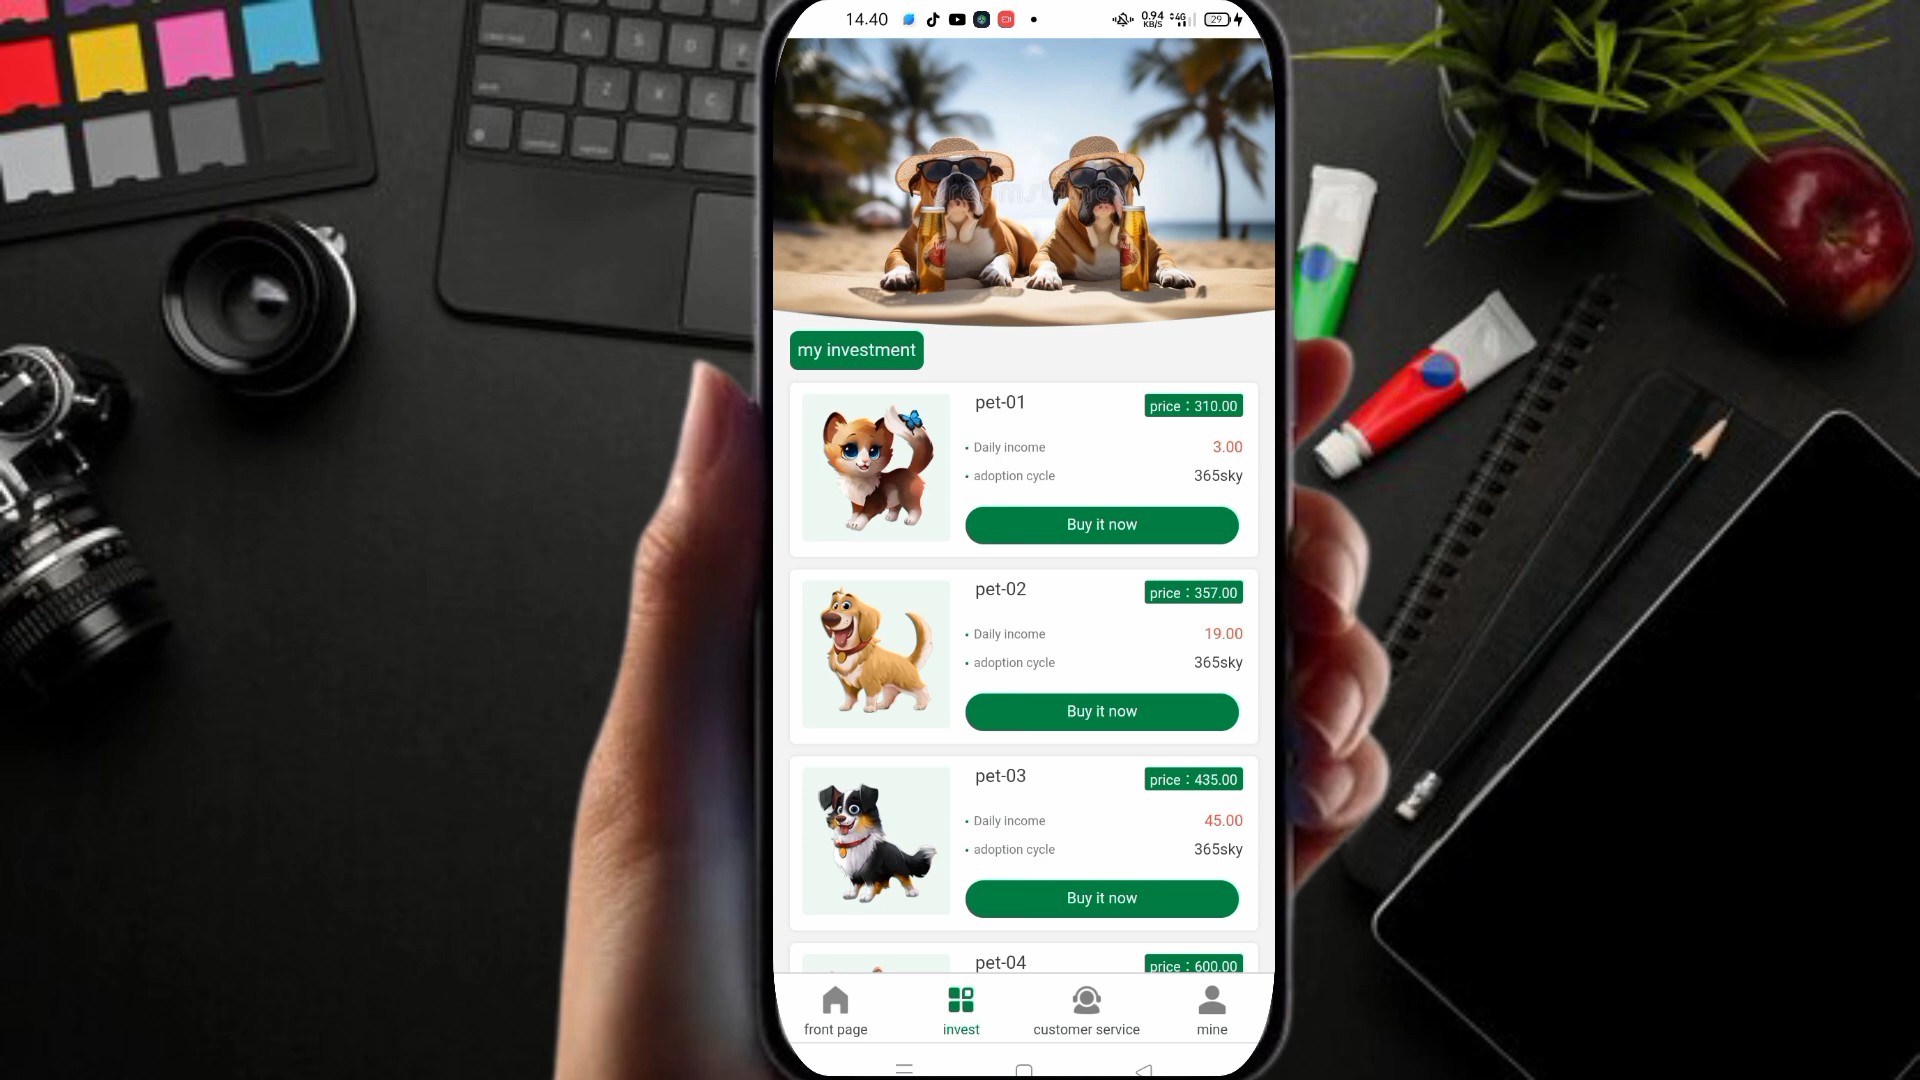 14.40
0.94
KB/S
4G
29
my investment
pet-01
price：310.00
Daily income
3.00
adoption cycle
365sky
Buy it now
pet-02
price：357.00
Daily income
19.00
adoption cycle
365sky
Buy it now
pet-03
price：435.00
Daily income
45.00
adoption cycle
365sky
Buy it now
pet-04
price：600.00
front page
invest
customer service
mine